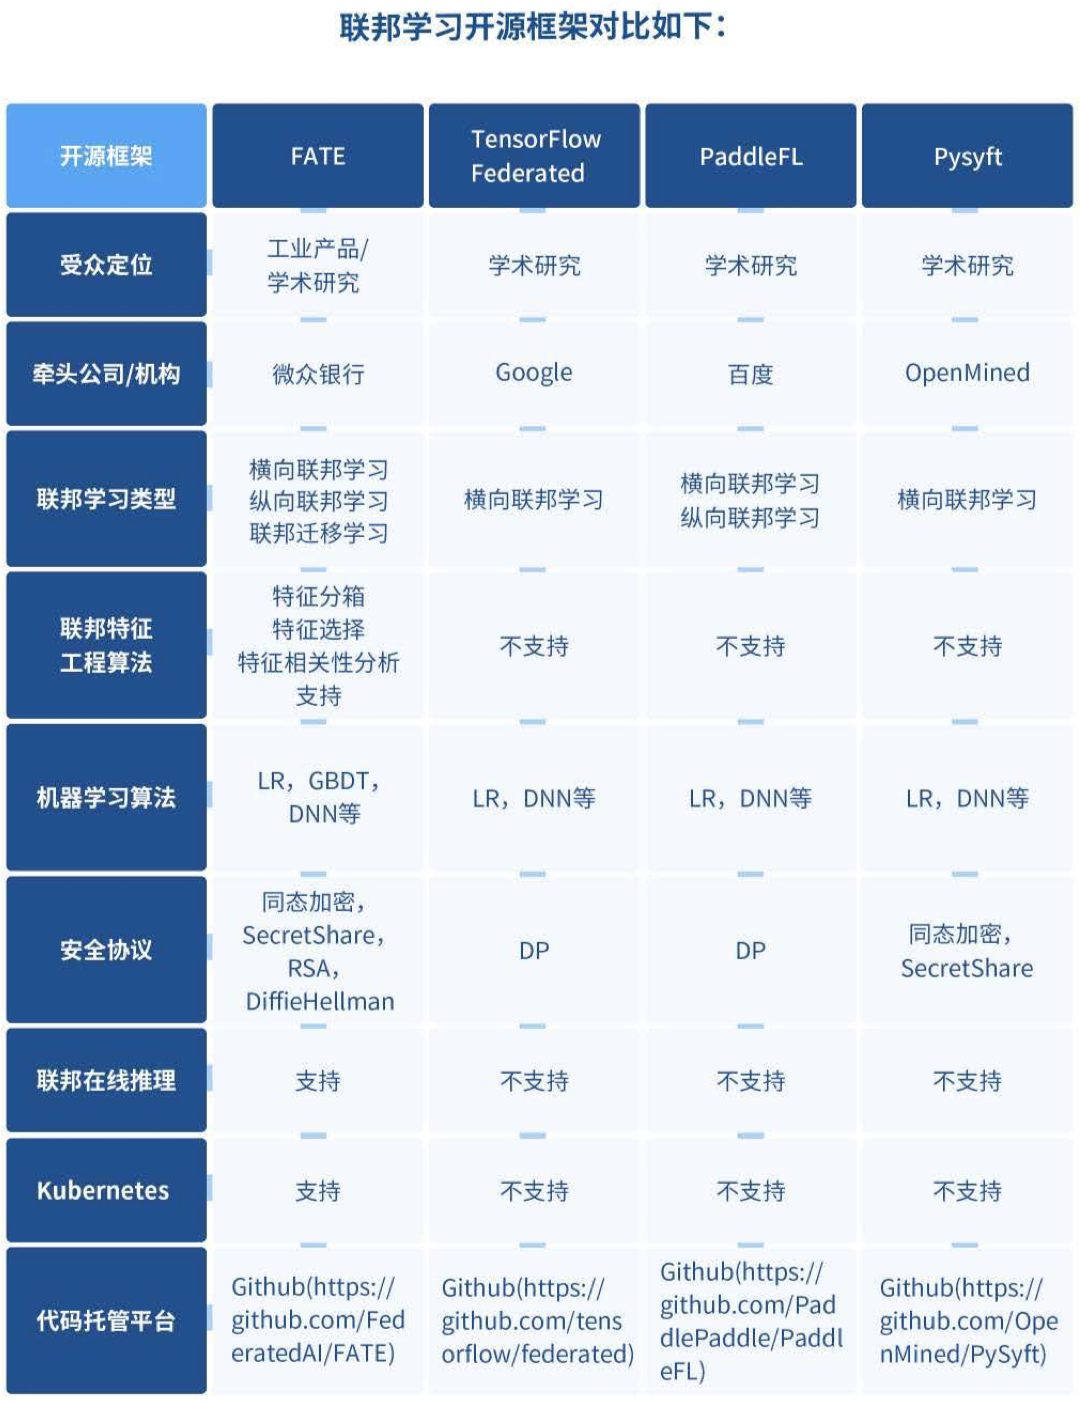 联邦学习开源框架对比如下：
开源框架
FATE
TensorFlow
Federated
PaddleFL
Pysyft
受众定位
工业产品/
学术研究
学术研究
学术研究
学术研究
牵头公司/机构
微众银行
Google
百度
OpenMined
联邦学习类型
横向联邦学习
纵向联邦学习
联邦迁移学习
横向联邦学习
横向联邦学习
纵向联邦学习
横向联邦学习
联邦特征
工程算法
特征分箱
特征选择
特征相关性分析
支持
不支持
不支持
不支持
机器学习算法
LR，GBDT，
DNN等
LR，DNN等
LR，DNN等
LR，DNN等
安全协议
同态加密，
SecretShare，
RSA，
DiffieHellman
DP
DP
同态加密，
SecretShare
联邦在线推理
支持
不支持
不支持
不支持
Kubernetes
支持
不支持
不支持
不支持
代码托管平台
Github(https://
github.com/Fed
eratedAI/FATE)
Github(https://
github.com/tens
orflow/federated)
Github(https://
github.com/Pad
dlePaddle/Paddl
eFL)
Github(https://
github.com/Ope
nMined/PySyft)